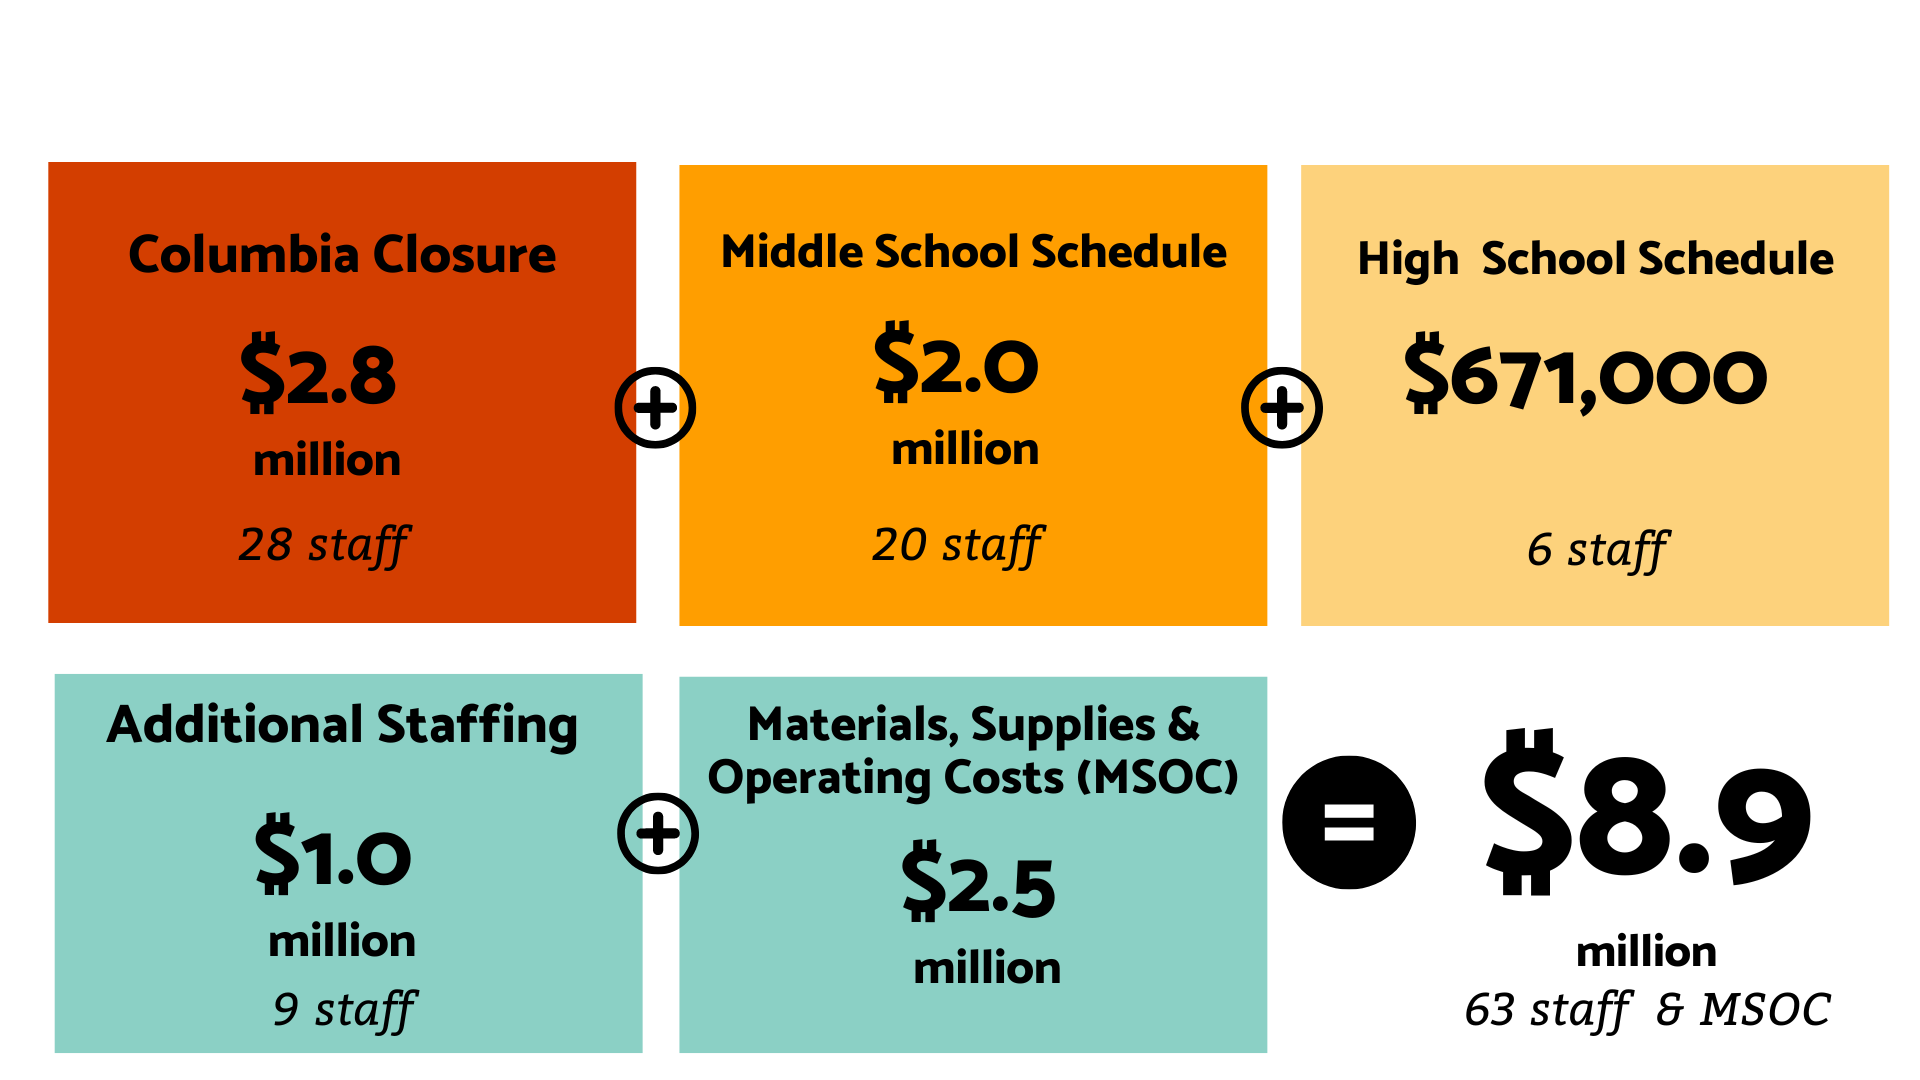 Columbia Closure
$2.8
million
28 staff
+
Middle School Schedule
$2.0
million
20 staff
+
High School Schedule
$671,000
6 staff
Additional Staffing
$1.0
million
9 staff
+
Materials, Supplies &
Operating Costs (MSOC)
$2.5
million
=
$8.9
million
63 staff & MSOC